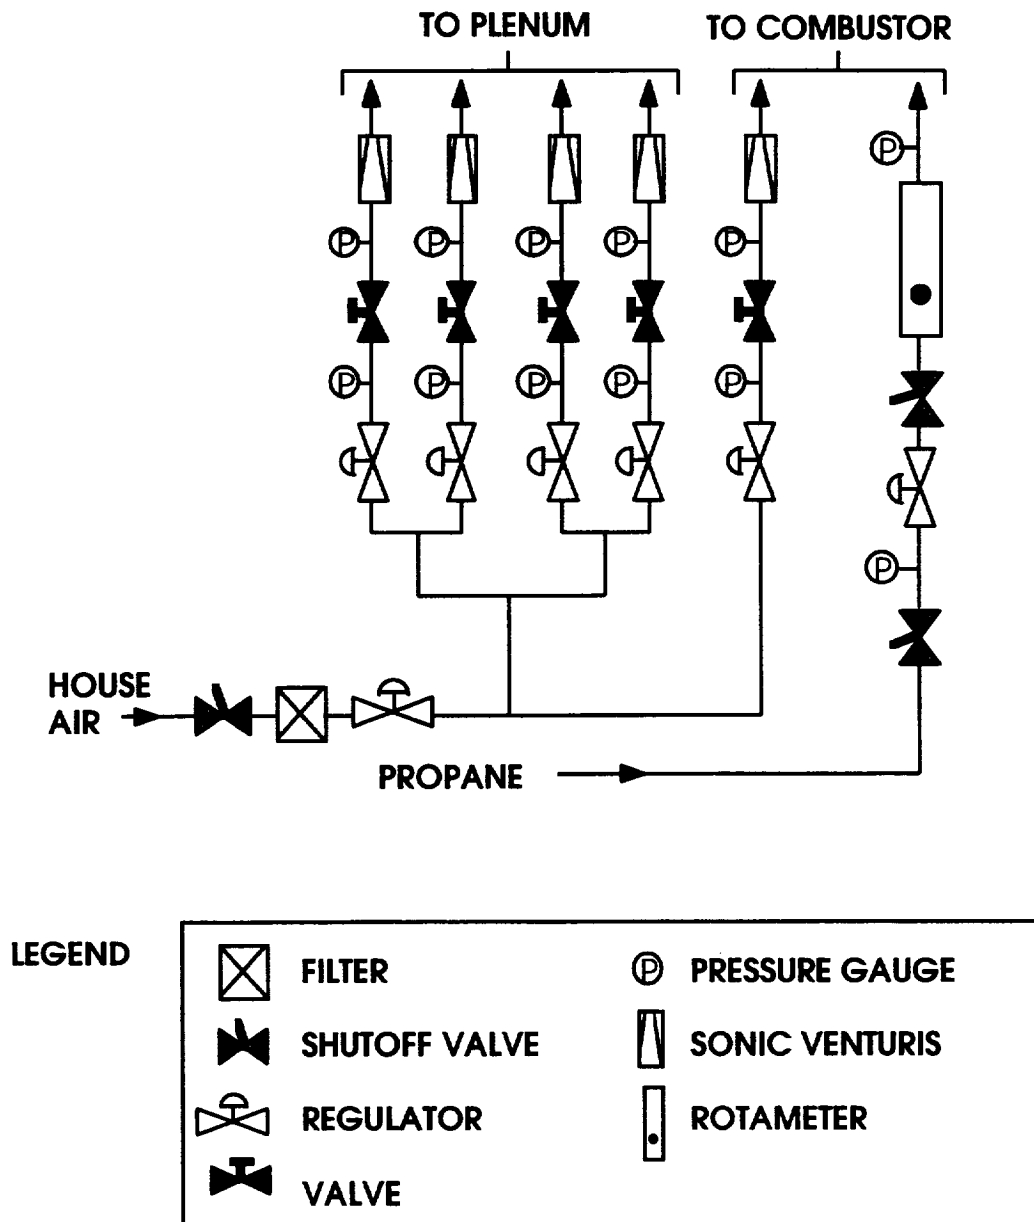 TO PLENUM
TO COMBUSTOR
P
P
P
P
P
P
P
P
P
P
P
P
HOUSE
AIR
PROPANE
LEGEND
FILTER
P PRESSURE GAUGE
SHUTOFF VALVE
SONIC VENTURIS
REGULATOR
ROTAMETER
VALVE